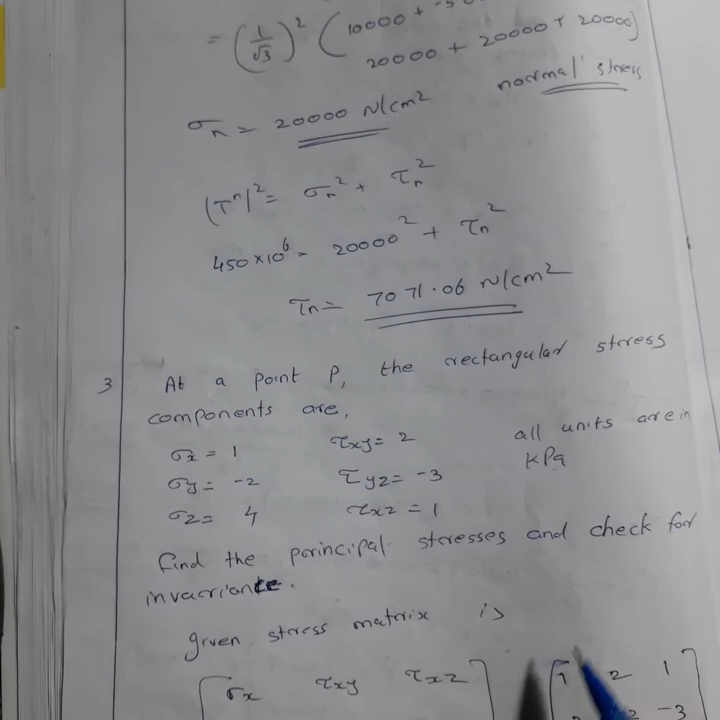 = (1/√3)² (10000 + -50
20000 + 20000 + 20000)
σn = 20000 N/cm² normal stress
|Tⁿ|² = σn² + τn²
450×10⁶ = 20000² + τn²
τn = 7071.06 N/cm²
3 At a point P, the rectangular stress
components are,
σx = 1 τxy = 2 all units are in
σy = -2 τyz = -3 kPa
σz = 4 τxz = 1
find the principal stresses and check for
invariance.
given stress matrix is
[σx τxy τxz] [1 2 1
-3